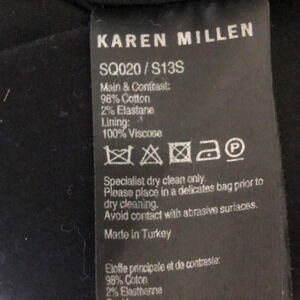 KAREN MILLEN
SQ020 / S13S
Main & Contrast:
98% Cotton
2% Elastane
Lining:
100% Viscose
P
Specialist dry clean only.
Please place in a delicates bag prior to
dry cleaning.
Avoid contact with abrasive surfaces.
Made in Turkey
Etoffe principale et de contraste:
98% Coton
2% Elasthanne